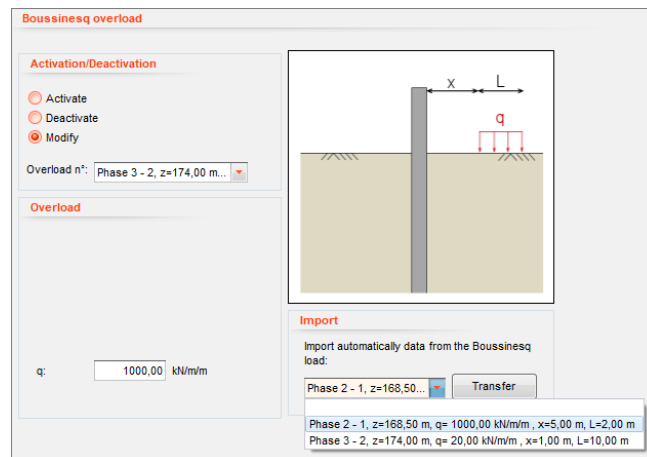 Boussinesq overload
Activation/Deactivation
Activate
Deactivate
Modify
Overload n°: Phase 3 - 2, z=174,00 m...
Overload
q: 1000,00 kN/m/m
x L
q
Import
Import automatically data from the Boussinesq
load:
Phase 2 - 1, z=168,50... Transfer
Phase 2 - 1, z=168,50 m, q= 1000,00 kN/m/m , x=5,00 m, L=2,00 m
Phase 3 - 2, z=174,00 m, q= 20,00 kN/m/m , x=1,00 m, L=10,00 m